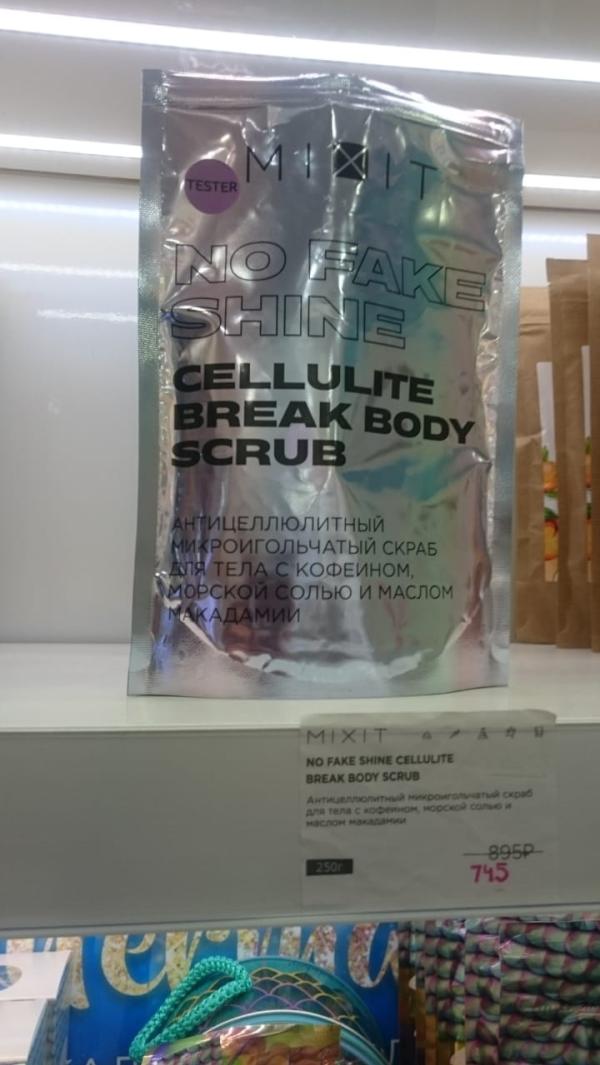 MIXIT
TESTER
NO FAKE
SHINE
CELLULITE
BREAK BODY
SCRUB
АНТИЦЕЛЛЮЛИТНЫЙ
МИКРОИГОЛЬЧАТЫЙ СКРАБ
ДЛЯ ТЕЛА С КОФЕИНОМ,
МОРСКОЙ СОЛЬЮ И МАСЛОМ
МАКАДАМИИ
MIXIT
NO FAKE SHINE CELLULITE
BREAK BODY SCRUB
Антицеллюлитный микроигольчатый скраб
для тела с кофеином, морской солью и
маслом макадамии
895₽
250г
745